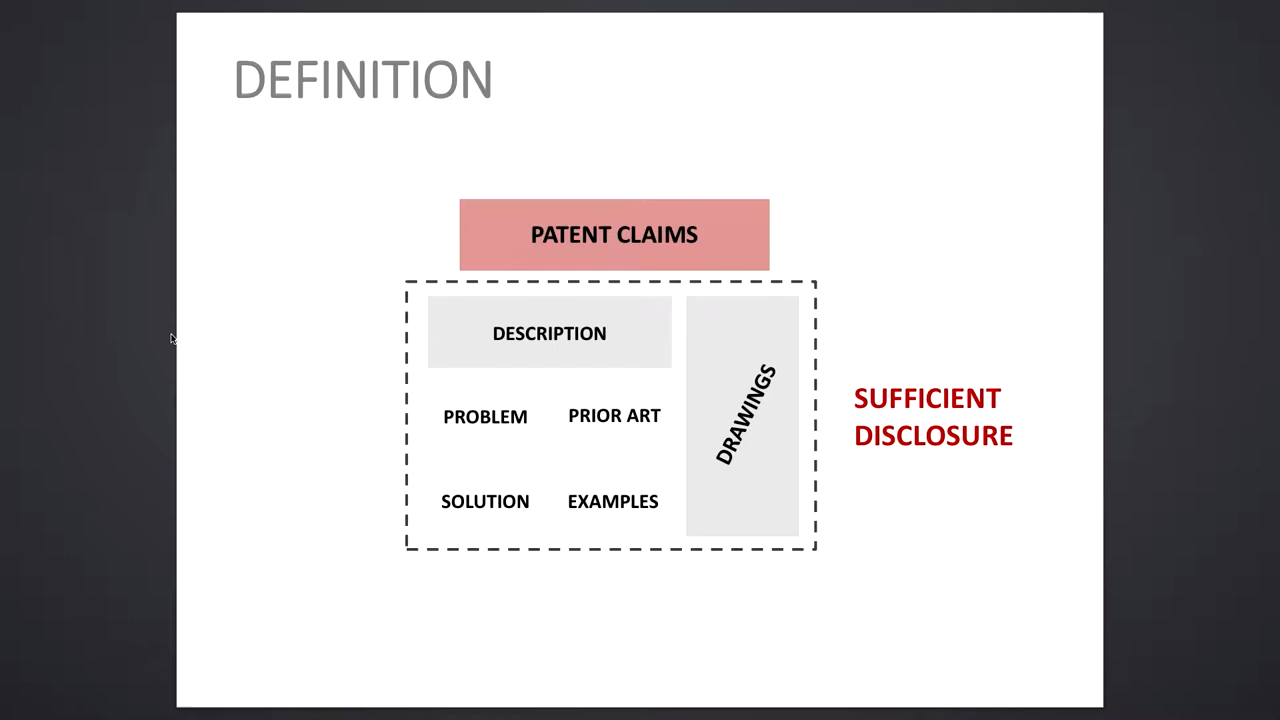 DEFINITION
PATENT CLAIMS
DESCRIPTION
PROBLEM
PRIOR ART
SOLUTION
EXAMPLES
DRAWINGS
SUFFICIENT
DISCLOSURE